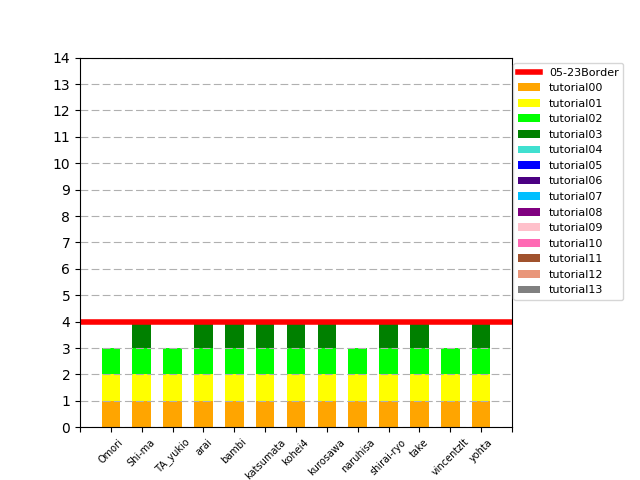 14
13
12
11
10
9
8
7
6
5
4
3
2
1
0
Omori
Shi-ma
TA_yukio
arai
bambi
katsumata
kohei4
kurosawa
naruhisa
shirai-ryo
take
vincentzlt
yohta
05-23Border
tutorial00
tutorial01
tutorial02
tutorial03
tutorial04
tutorial05
tutorial06
tutorial07
tutorial08
tutorial09
tutorial10
tutorial11
tutorial12
tutorial13